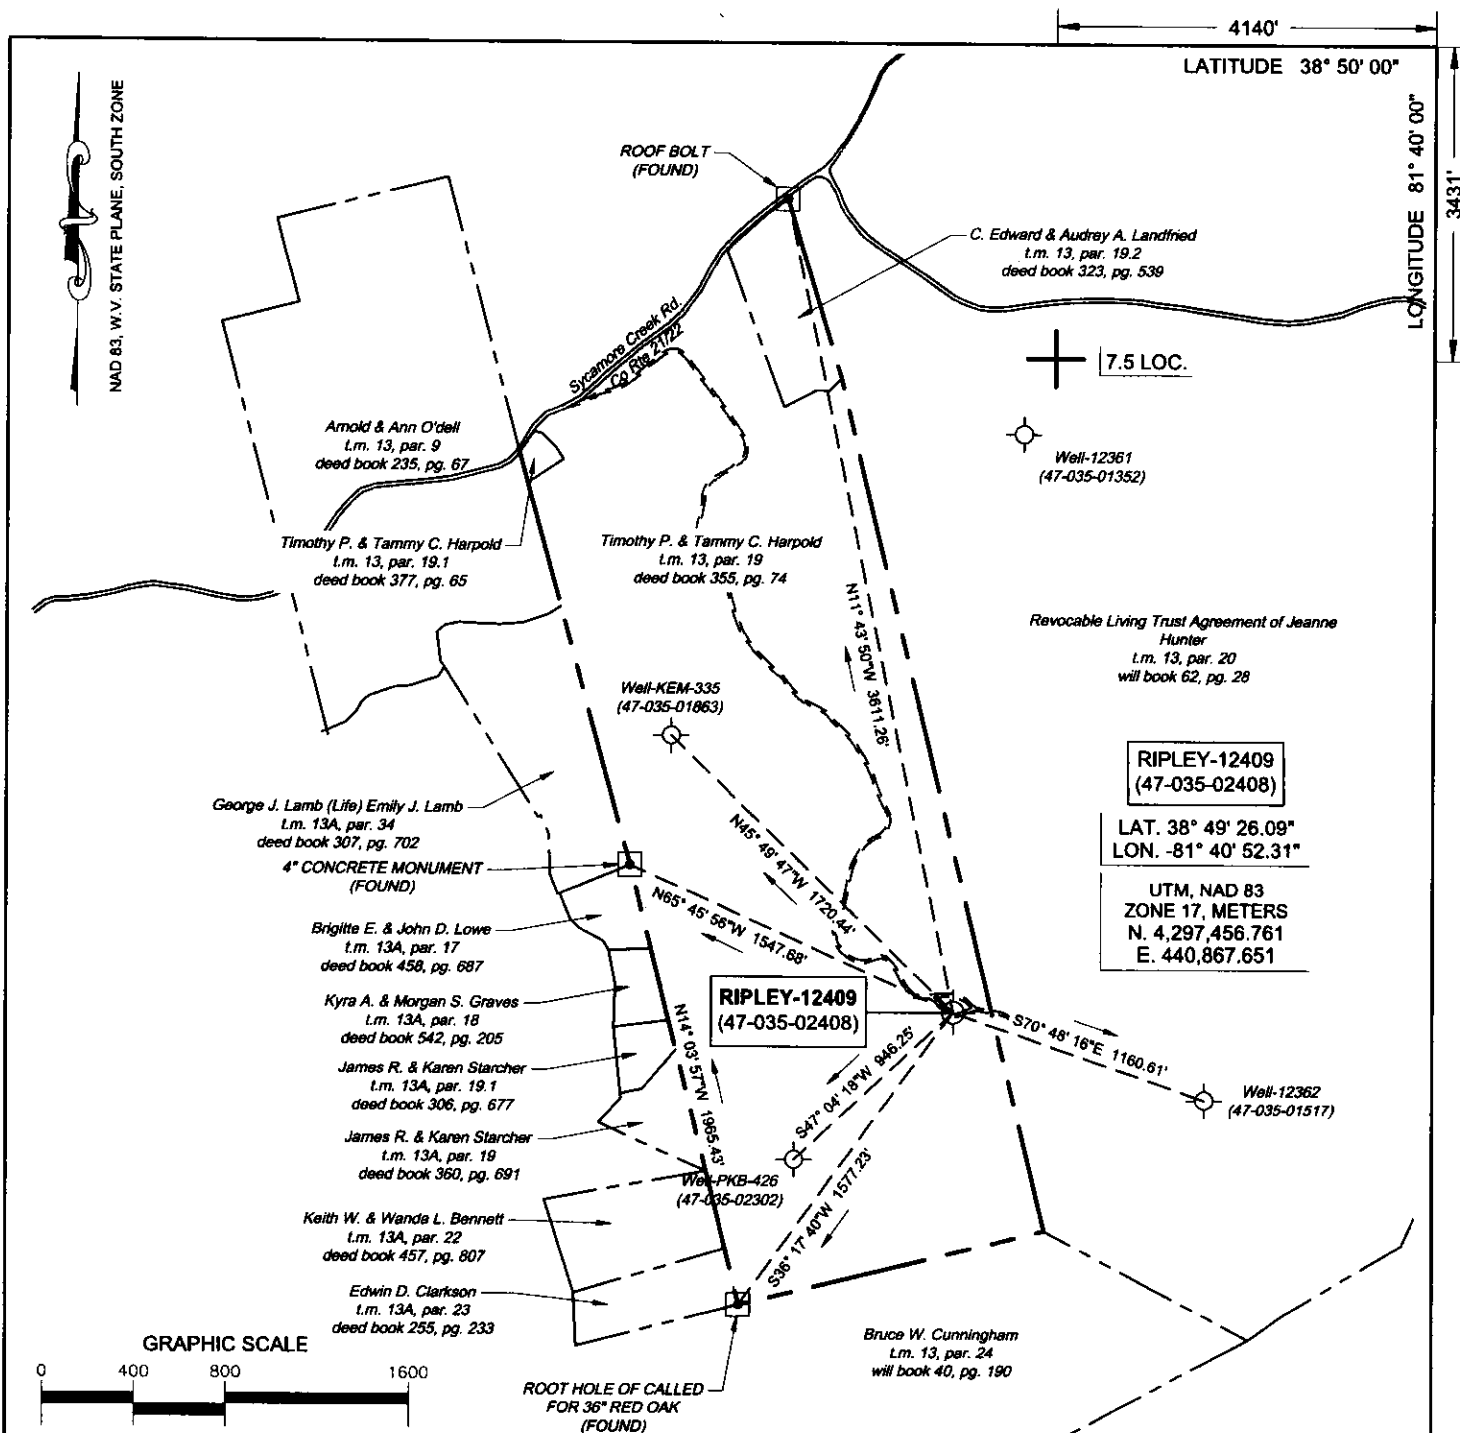 4140'
LATITUDE 38° 50' 00"
LONGITUDE 81° 40' 00"
3431'
NAD 83, W.V. STATE PLANE, SOUTH ZONE
ROOF BOLT
(FOUND)
C. Edward & Audrey A. Landfried
t.m. 13, par. 19.2
deed book 323, pg. 539
Sycamore Creek Rd.
Co Rte 21/22
7.5 LOC.
Well-12361
(47-035-01352)
Arnold & Ann O'dell
t.m. 13, par. 9
deed book 235, pg. 67
Timothy P. & Tammy C. Harpold
t.m. 13, par. 19.1
deed book 377, pg. 65
Timothy P. & Tammy C. Harpold
t.m. 13, par. 19
deed book 355, pg. 74
N11° 43' 50"W 3611.26'
Revocable Living Trust Agreement of Jeanne
Hunter
t.m. 13, par. 20
will book 62, pg. 28
Well-KEM-335
(47-035-01863)
RIPLEY-12409
(47-035-02408)
LAT. 38° 49' 26.09"
LON. -81° 40' 52.31"
UTM, NAD 83
ZONE 17, METERS
N. 4,297,456.761
E. 440,867.651
George J. Lamb (Life) Emily J. Lamb
t.m. 13A, par. 34
deed book 307, pg. 702
4" CONCRETE MONUMENT
(FOUND)
N45° 49' 47"W 1720.44'
N65° 45' 56"W 1547.68'
Brigitte E. & John D. Lowe
t.m. 13A, par. 17
deed book 458, pg. 687
Kyra A. & Morgan S. Graves
t.m. 13A, par. 18
deed book 542, pg. 205
RIPLEY-12409
(47-035-02408)
S70° 48' 16"E 1160.61'
James R. & Karen Starcher
t.m. 13A, par. 19.1
deed book 306, pg. 677
N14° 03' 57"W 1965.43'
S47° 04' 18"W 946.25'
Well-12362
(47-035-01517)
James R. & Karen Starcher
t.m. 13A, par. 19
deed book 360, pg. 691
Well-PKB-426
(47-035-02302)
S36° 17' 40"W 1577.23'
Keith W. & Wanda L. Bennett
t.m. 13A, par. 22
deed book 457, pg. 807
Edwin D. Clarkson
t.m. 13A, par. 23
deed book 255, pg. 233
Bruce W. Cunningham
t.m. 13, par. 24
will book 40, pg. 190
GRAPHIC SCALE
0 400 800 1600
ROOT HOLE OF CALLED
FOR 36" RED OAK
(FOUND)